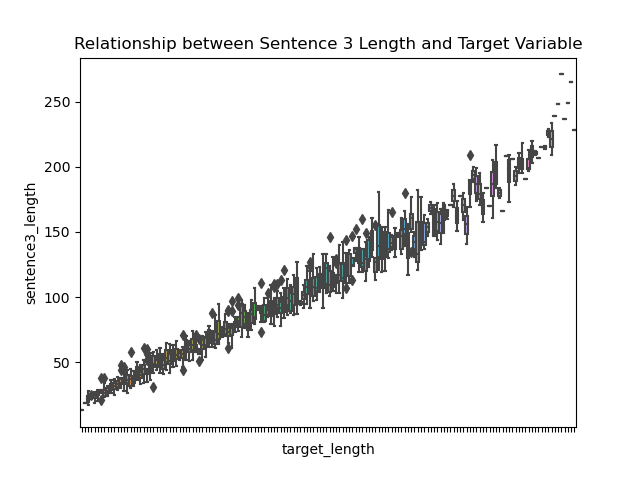 Relationship between Sentence 3 Length and Target Variable
250
200
150
100
50
sentence3_length
target_length